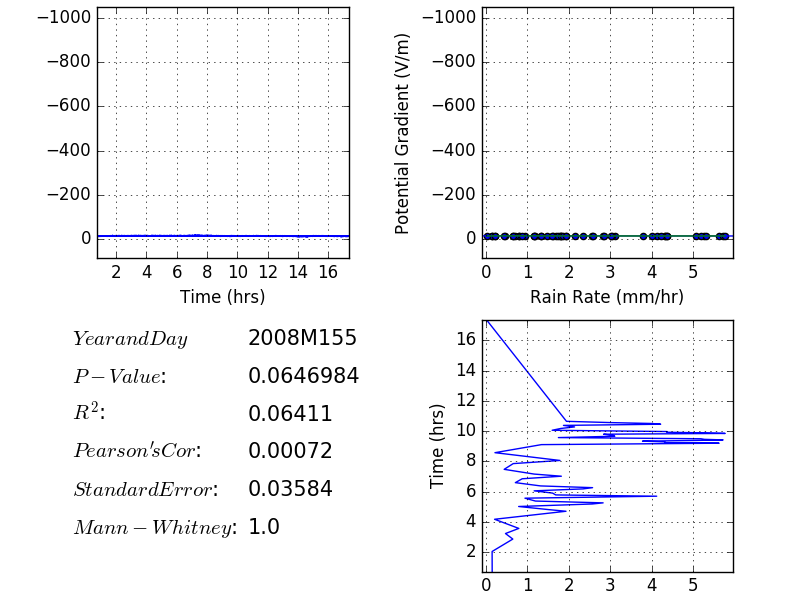 −1000
−800
−600
−400
−200
0
2 4 6 8 10 12 14 16
Time (hrs)
Potential Gradient (V/m)
−1000
−800
−600
−400
−200
0
0 1 2 3 4 5
Rain Rate (mm/hr)
YearandDay 2008M155
P−Value: 0.0646984
R²: 0.06411
Pearson'sCor: 0.00072
StandardError: 0.03584
Mann−Whitney: 1.0
Time (hrs)
16
14
12
10
8
6
4
2
0 1 2 3 4 5